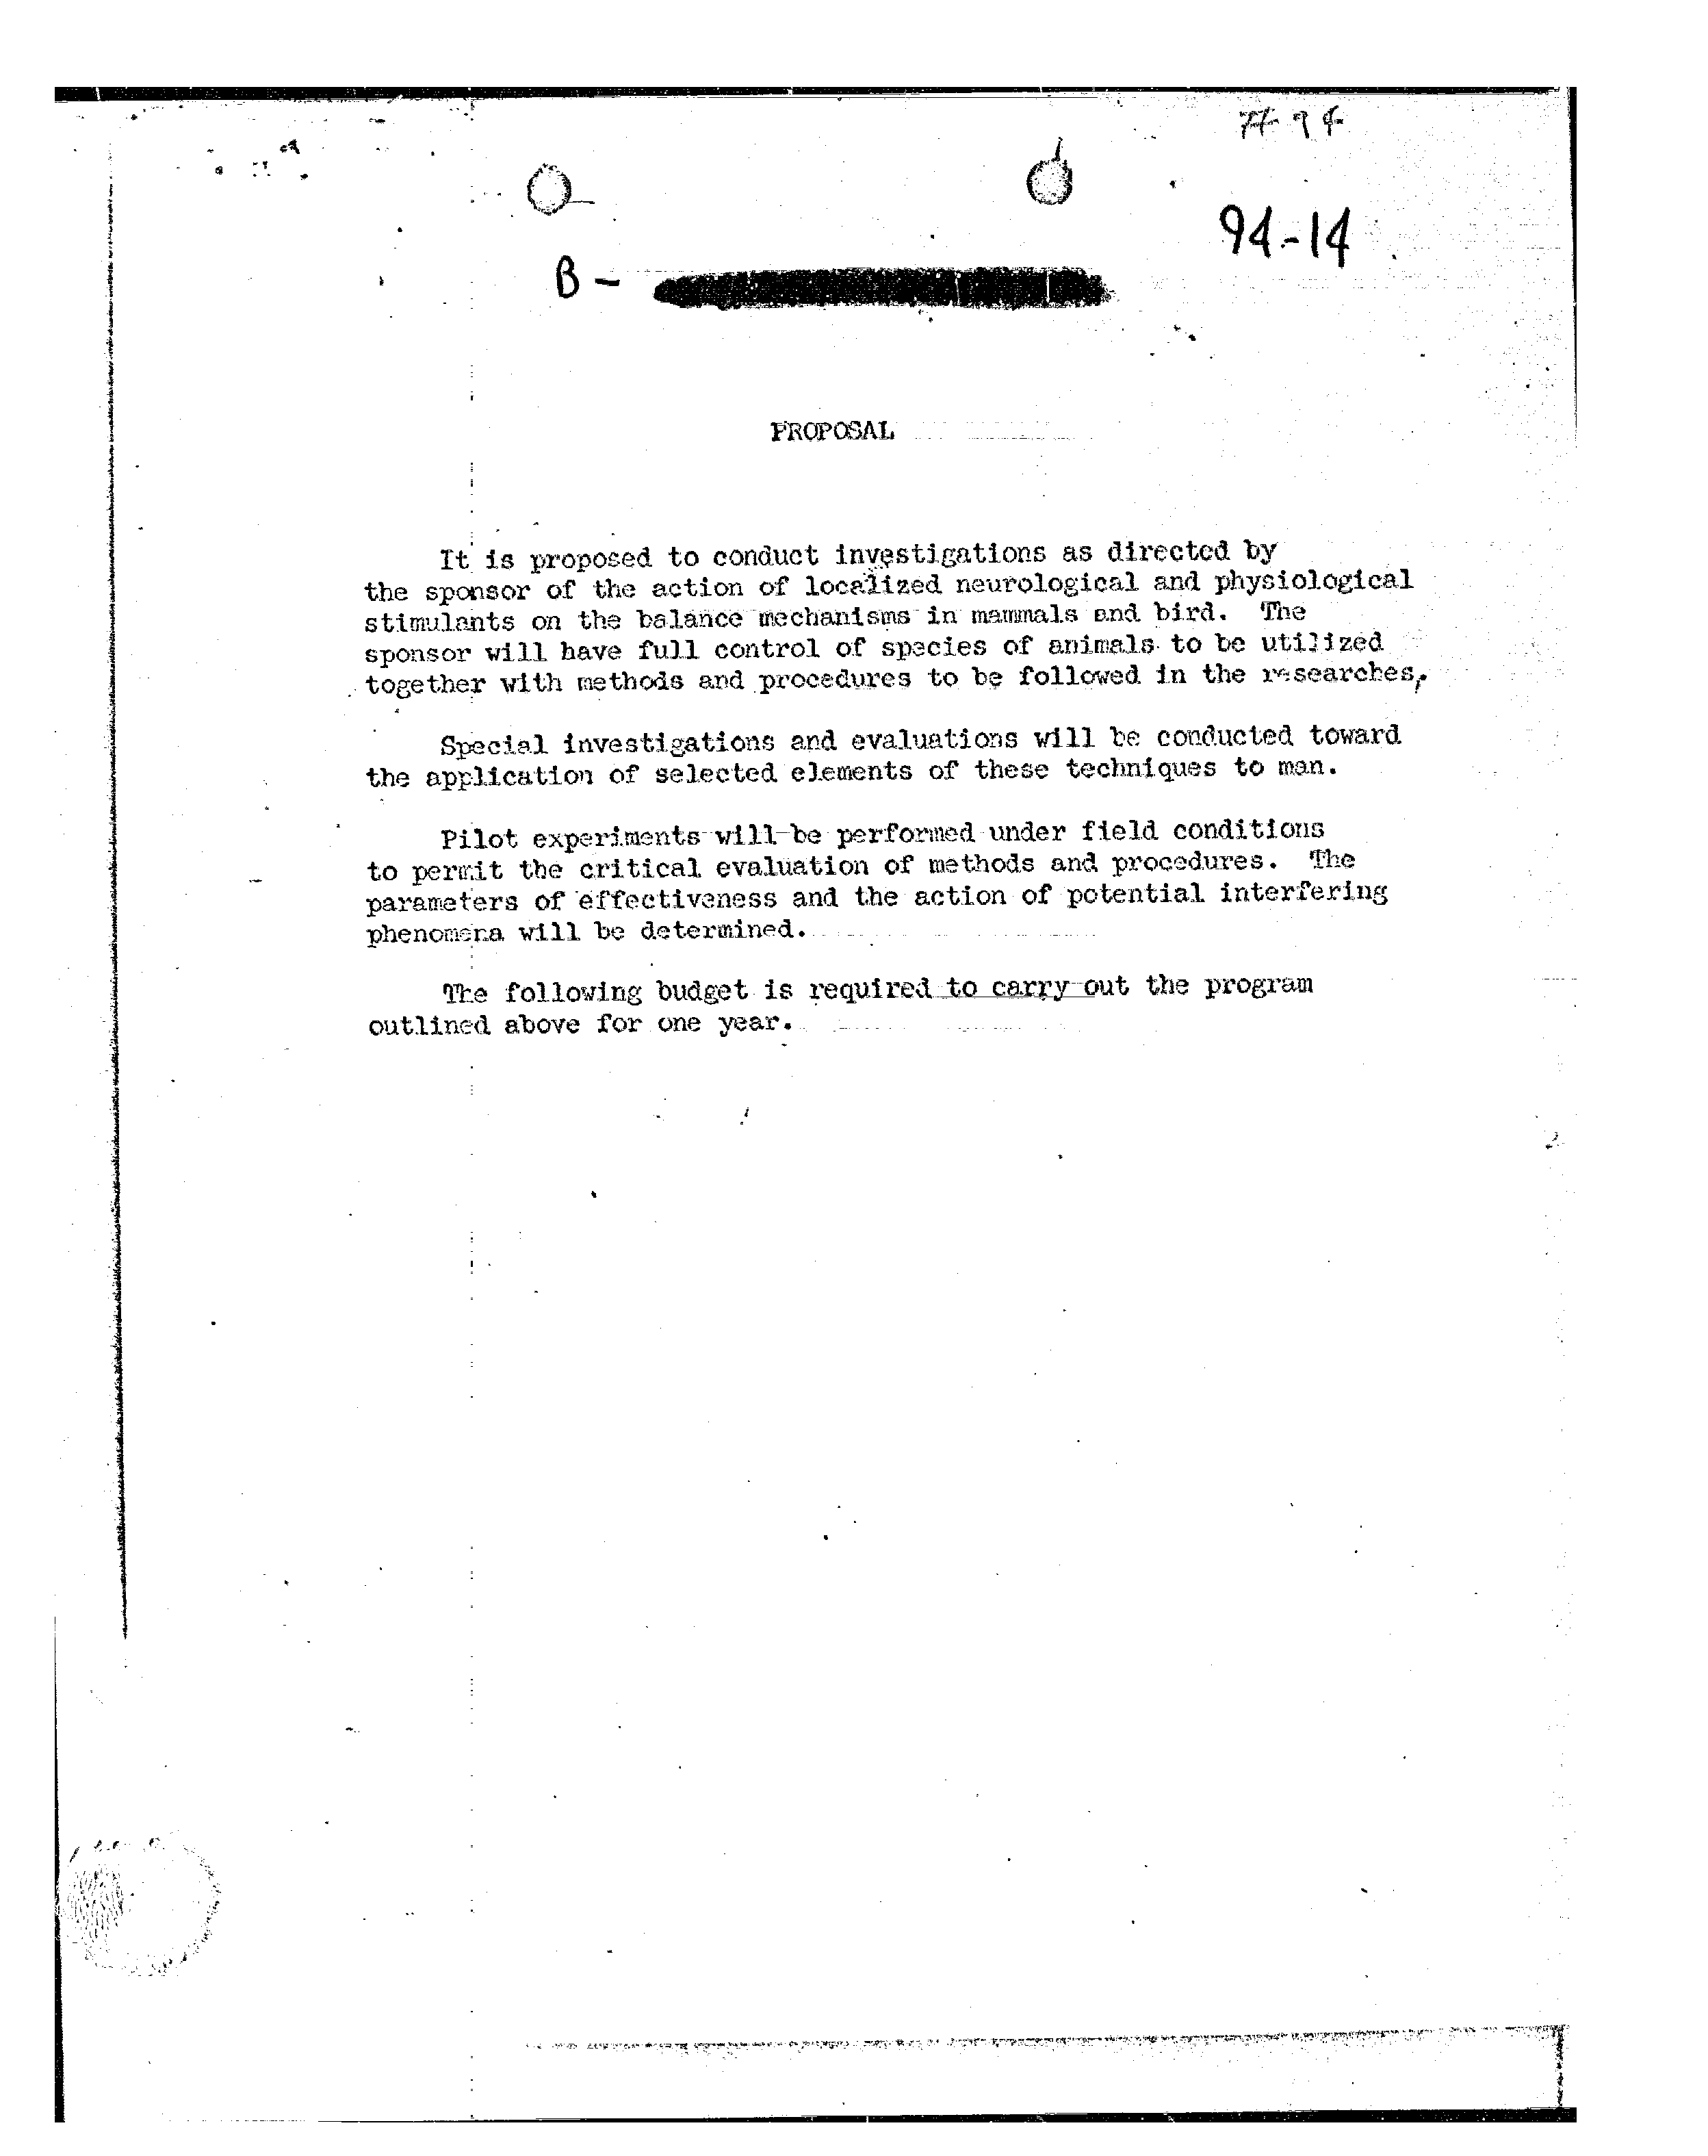 94-14
B-
PROPOSAL
It is proposed to conduct investigations as directed by
the sponsor of the action of localized neurological and physiological
stimulants on the balance mechanisms in mammals and bird. The
sponsor will have full control of species of animals to be utilized
together with methods and procedures to be followed in the researches.
Special investigations and evaluations will be conducted toward
the application of selected elements of these techniques to man.
Pilot experiments will be performed under field conditions
to permit the critical evaluation of methods and procedures. The
parameters of effectiveness and the action of potential interfering
phenomena will be determined.
The following budget is required to carry out the program
outlined above for one year.